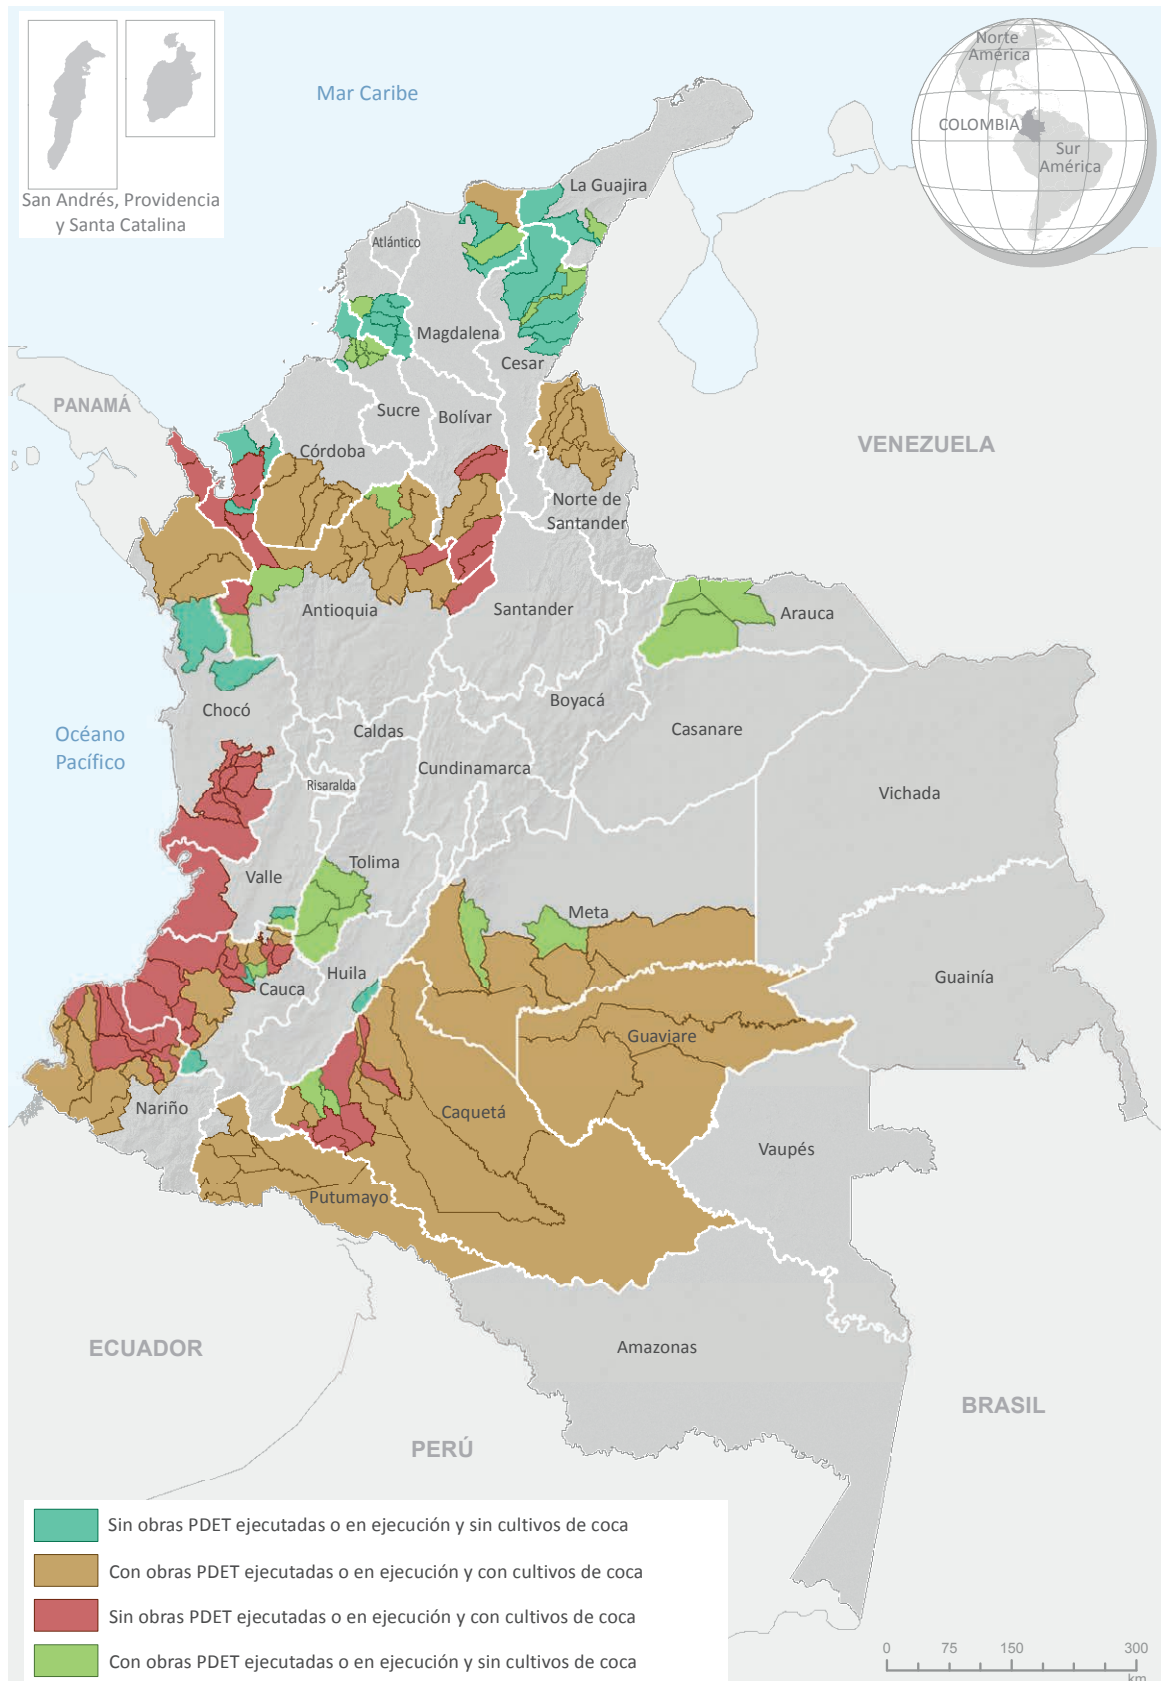 Norte
América
Mar Caribe
COLOMBIA
Sur
América
La Guajira
San Andrés, Providencia
y Santa Catalina
Atlántico
Magdalena
Cesar
PANAMÁ
Sucre
Bolívar
VENEZUELA
Córdoba
Norte de
Santander
Antioquia
Santander
Arauca
Boyacá
Chocó
Casanare
Océano
Pacífico
Caldas
Cundinamarca
Risaralda
Vichada
Tolima
Valle
Meta
Huila
Guainía
Cauca
Guaviare
Nariño
Caquetá
Vaupés
Putumayo
ECUADOR
Amazonas
BRASIL
PERÚ
Sin obras PDET ejecutadas o en ejecución y sin cultivos de coca
Con obras PDET ejecutadas o en ejecución y con cultivos de coca
Sin obras PDET ejecutadas o en ejecución y con cultivos de coca
Con obras PDET ejecutadas o en ejecución y sin cultivos de coca
0 75 150 300
km